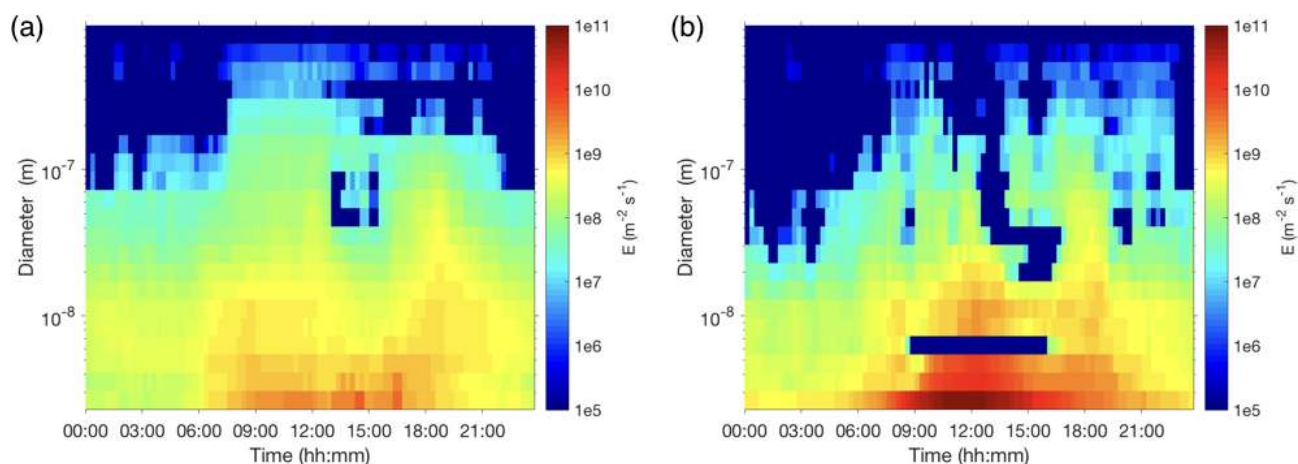 (a)
1e11
1e10
1e9
1e8
1e7
1e6
1e5
E (m⁻² s⁻¹)
Diameter (m)
10⁻⁷
10⁻⁸
00:00 03:00 06:00 09:00 12:00 15:00 18:00 21:00
Time (hh:mm)
(b)
1e11
1e10
1e9
1e8
1e7
1e6
1e5
E (m⁻² s⁻¹)
Diameter (m)
10⁻⁷
10⁻⁸
00:00 03:00 06:00 09:00 12:00 15:00 18:00 21:00
Time (hh:mm)